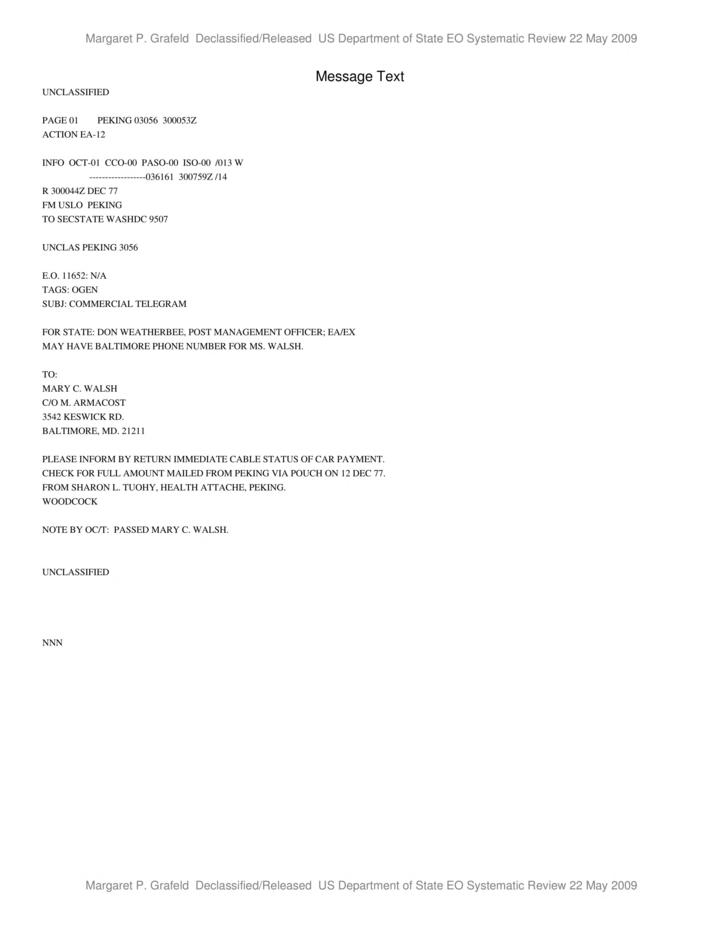 Margaret P. Grafeld Declassified/Released US Department of State EO Systematic Review 22 May 2009
Message Text
UNCLASSIFIED
PAGE 01 PEKING 03056 300053Z
ACTION EA-12
INFO OCT-01 CCO-00 PASO-00 ISO-00 /013 W
------------------036161 300759Z /14
R 300044Z DEC 77
FM USLO PEKING
TO SECSTATE WASHDC 9507
UNCLAS PEKING 3056
E.O. 11652: N/A
TAGS: OGEN
SUBJ: COMMERCIAL TELEGRAM
FOR STATE: DON WEATHERBEE, POST MANAGEMENT OFFICER; EA/EX
MAY HAVE BALTIMORE PHONE NUMBER FOR MS. WALSH.
TO:
MARY C. WALSH
C/O M. ARMACOST
3542 KESWICK RD.
BALTIMORE, MD. 21211
PLEASE INFORM BY RETURN IMMEDIATE CABLE STATUS OF CAR PAYMENT.
CHECK FOR FULL AMOUNT MAILED FROM PEKING VIA POUCH ON 12 DEC 77.
FROM SHARON L. TUOHY, HEALTH ATTACHE, PEKING.
WOODCOCK
NOTE BY OC/T: PASSED MARY C. WALSH.
UNCLASSIFIED
NNN
Margaret P. Grafeld Declassified/Released US Department of State EO Systematic Review 22 May 2009